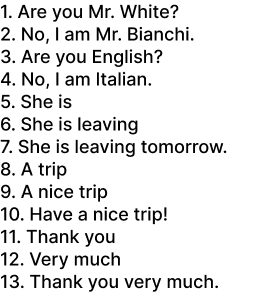 1. Are you Mr. White?
2. No, I am Mr. Bianchi.
3. Are you English?
4. No, I am Italian.
5. She is
6. She is leaving
7. She is leaving tomorrow.
8. A trip
9. A nice trip
10. Have a nice trip!
11. Thank you
12. Very much
13. Thank you very much.